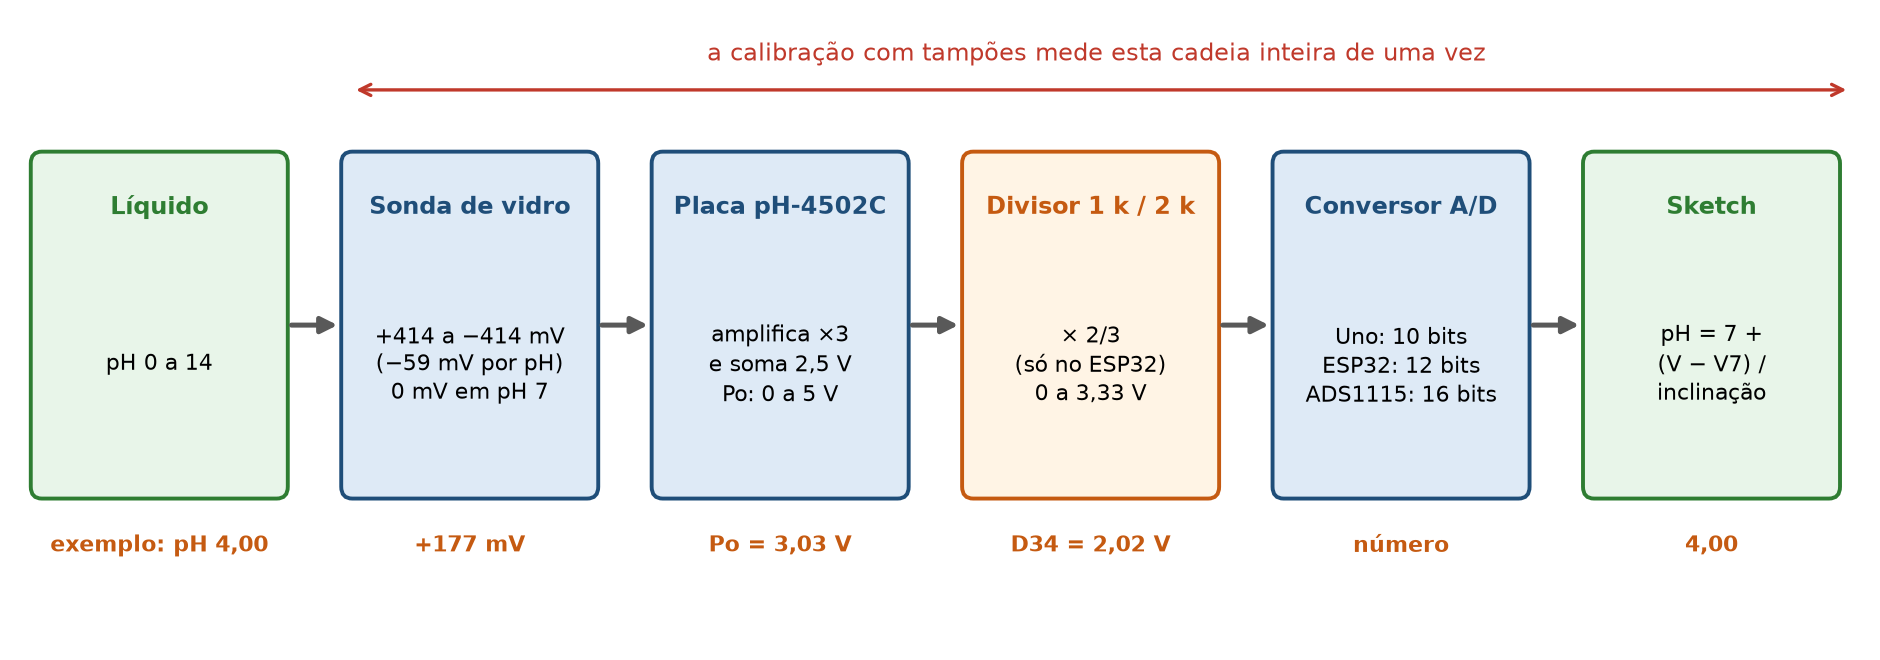 a calibração com tampões mede esta cadeia inteira de uma vez
Líquido
pH 0 a 14
exemplo: pH 4,00
Sonda de vidro
+414 a −414 mV
(−59 mV por pH)
0 mV em pH 7
+177 mV
Placa pH-4502C
amplifica ×3
e soma 2,5 V
Po: 0 a 5 V
Po = 3,03 V
Divisor 1 k / 2 k
× 2/3
(só no ESP32)
0 a 3,33 V
D34 = 2,02 V
Conversor A/D
Uno: 10 bits
ESP32: 12 bits
ADS1115: 16 bits
número
Sketch
pH = 7 +
(V − V7) /
inclinação
4,00